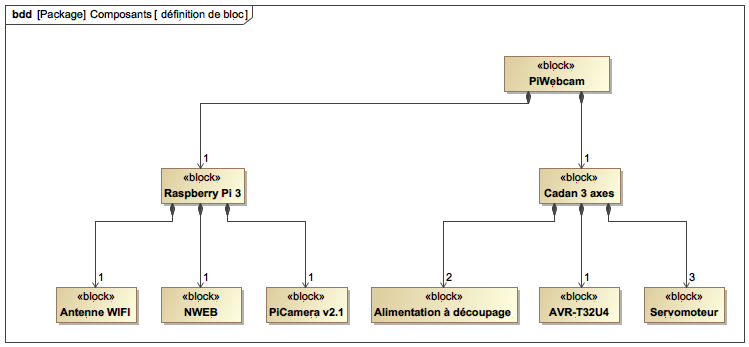 bdd [Package] Composants [ définition de bloc]
«block»
PiWebcam
1
1
«block»
Raspberry Pi 3
«block»
Cadan 3 axes
1
1
1
2
1
3
«block»
Antenne WIFI
«block»
NWEB
«block»
PiCamera v2.1
«block»
Alimentation à découpage
«block»
AVR-T32U4
«block»
Servomoteur